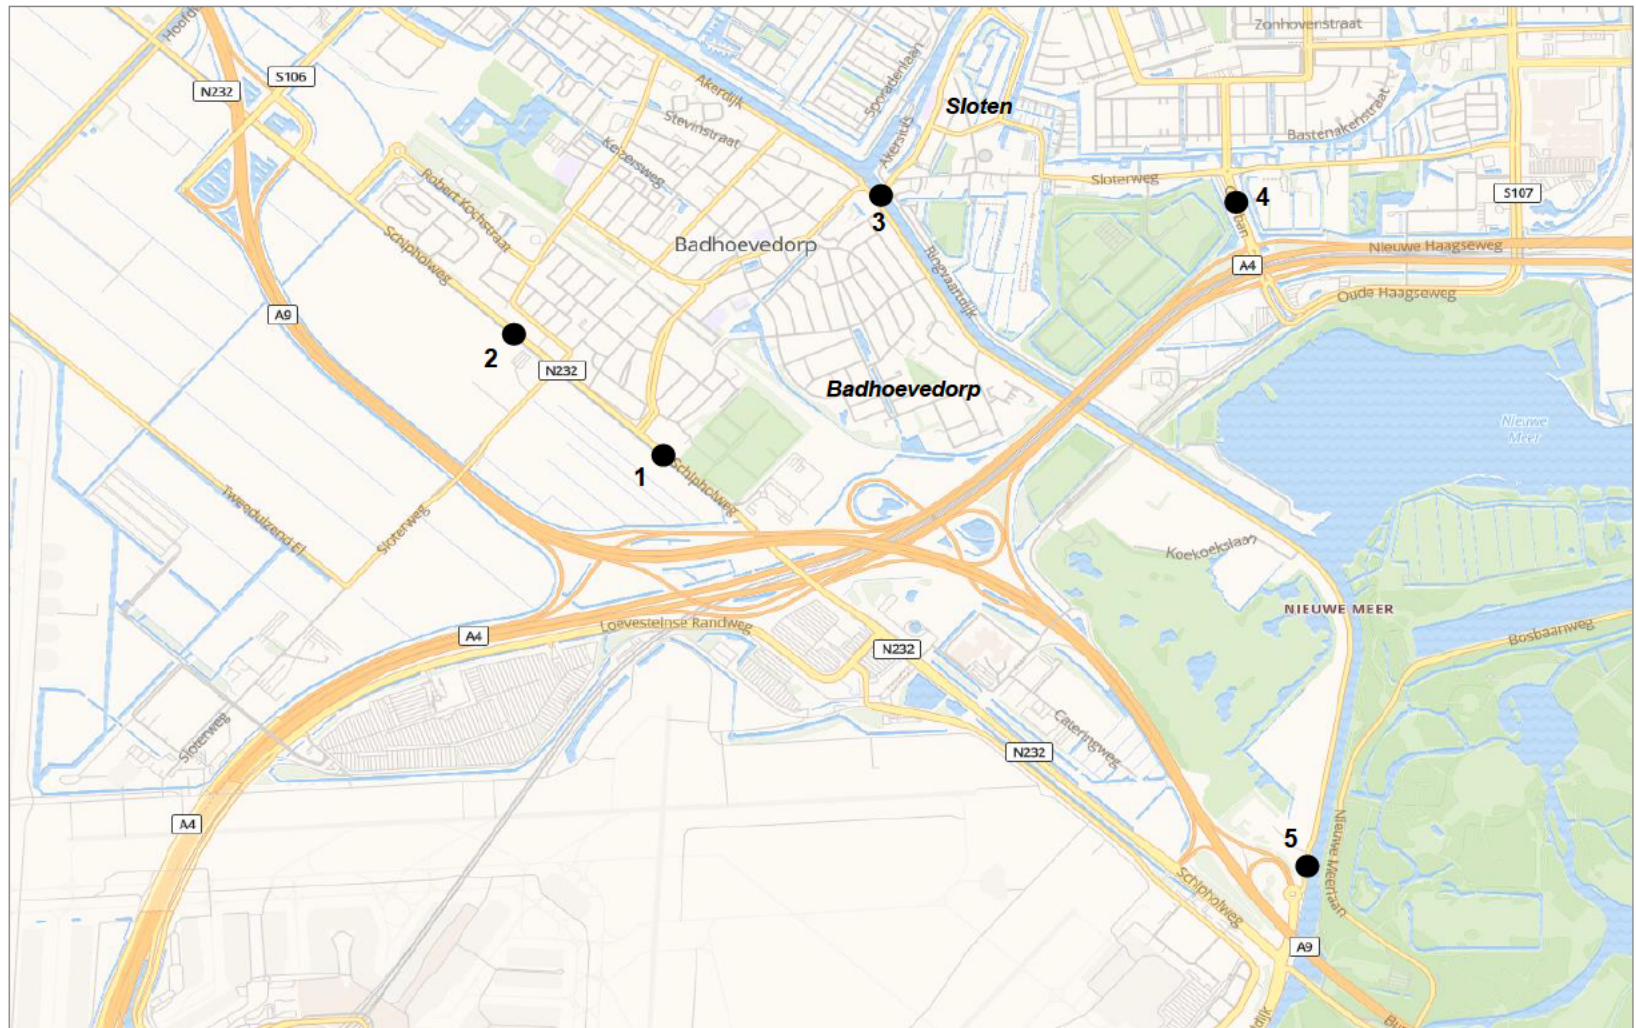 Hoofd
S106
N232
Zonhovenstraat
Akerdijk
Sporadenlaan
Sloten
Stevinstraat
Bastenakenstraat
Akersluis
Keizersweg
Robert Kochstraat
Sloterweg
S107
4
3
Schipholweg
Badhoevedorp
Nieuwe Haagseweg
A4
Ringvaartdijk
Oude Haagseweg
A9
2
N232
Badhoevedorp
Nieuwe
Meer
1
Schipholweg
Tweeduizend El
Sloterweg
Koekoekslaan
NIEUWE MEER
A4
Loevesteinse Randweg
Bosbaanweg
N232
Sloterweg
Cateringweg
N232
A4
5
Nieuwe Meerlaan
Schipholweg
A9
dijk